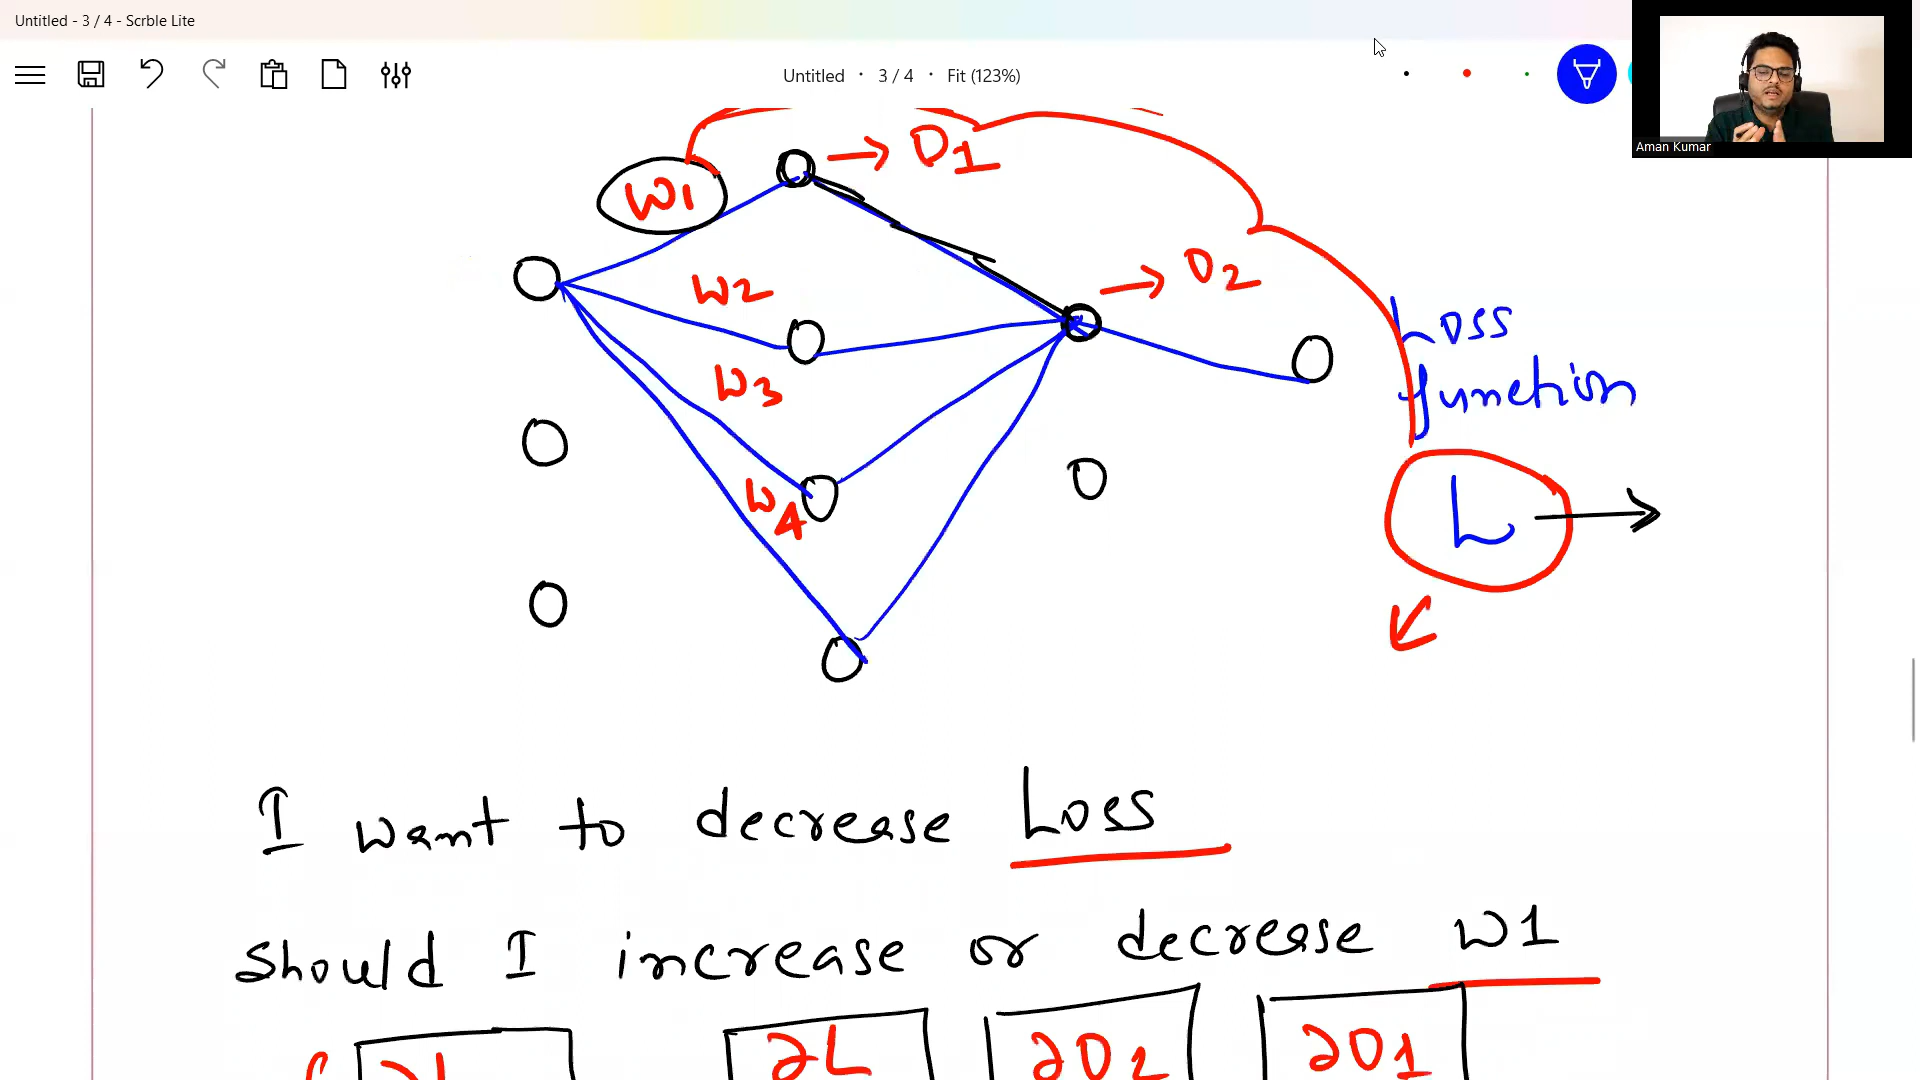 Untitled - 3 / 4 - Scrble Lite
Untitled • 3 / 4 • Fit (123%)
Aman Kumar
W1
O1
W2
O2
W3
W4
Loss
function
L
I want to decrease Loss
should I increase or decrease W1
∂L ∂L ∂O2 ∂O1